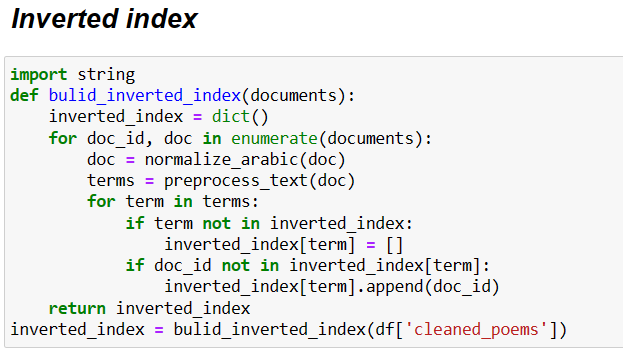 Inverted index
import string
def bulid_inverted_index(documents):
    inverted_index = dict()
    for doc_id, doc in enumerate(documents):
        doc = normalize_arabic(doc)
        terms = preprocess_text(doc)
        for term in terms:
            if term not in inverted_index:
                inverted_index[term] = []
            if doc_id not in inverted_index[term]:
                inverted_index[term].append(doc_id)
    return inverted_index
inverted_index = bulid_inverted_index(df['cleaned_poems'])